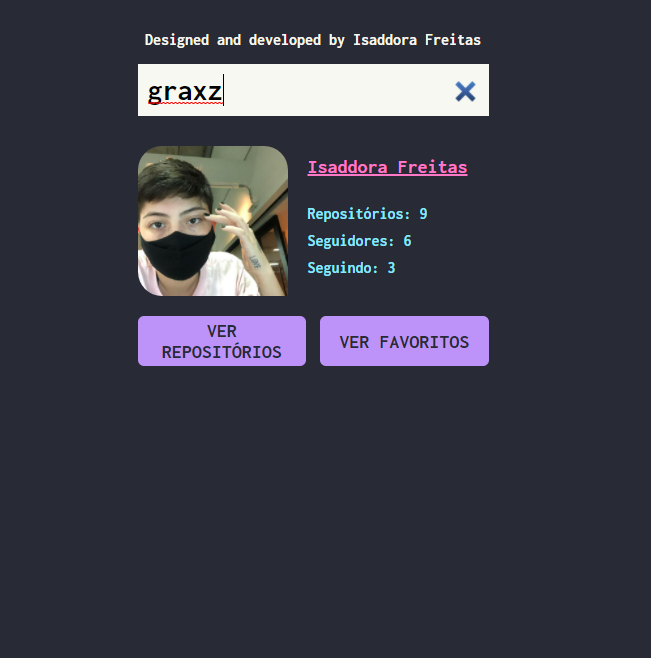 Designed and developed by Isaddora Freitas
graxz
Isaddora Freitas
Repositórios: 9
Seguidores: 6
Seguindo: 3
VER
REPOSITÓRIOS
VER FAVORITOS